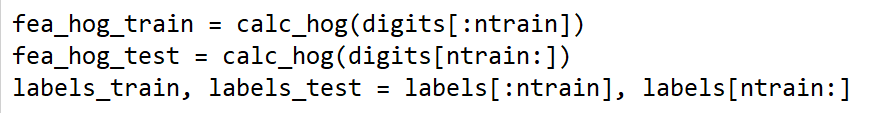 fea_hog_train = calc_hog(digits[:ntrain])
fea_hog_test = calc_hog(digits[ntrain:])
labels_train, labels_test = labels[:ntrain], labels[ntrain:]